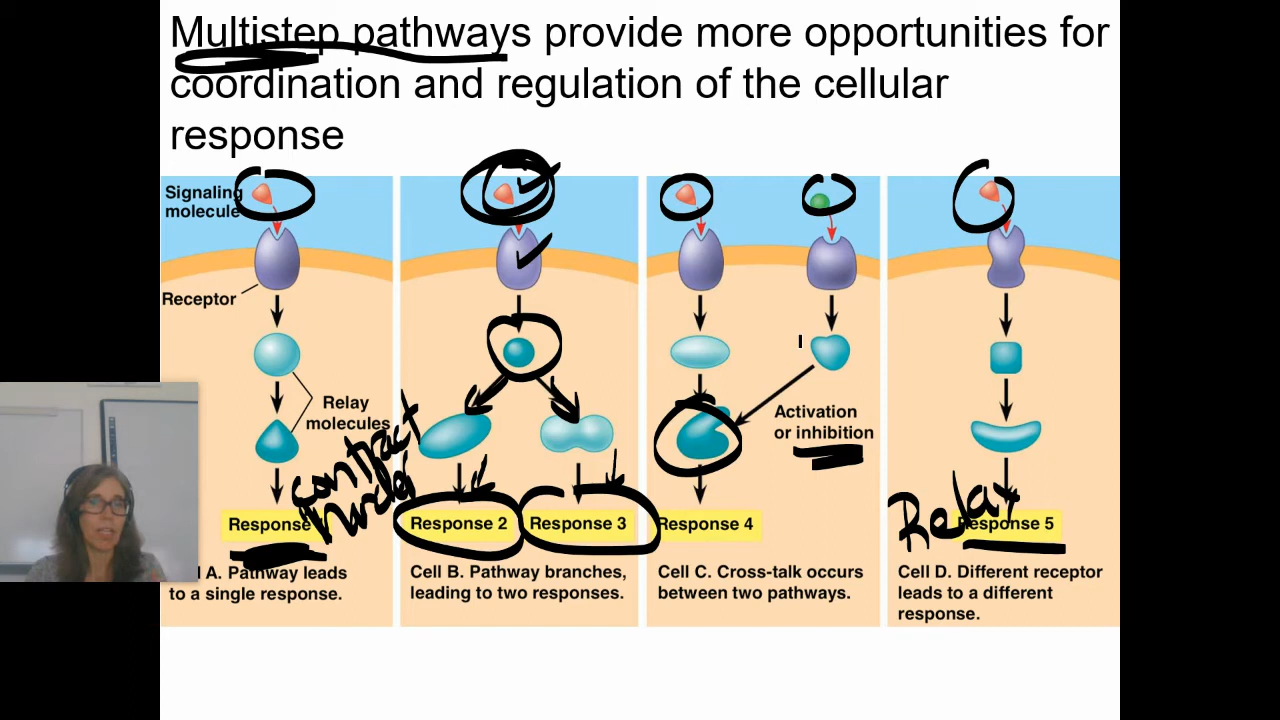 Multistep pathways provide more opportunities for
coordination and regulation of the cellular
response
Signaling
molecule
Receptor
Relay
molecules
Activation
or inhibition
contract
harder
Relax
Response
Response 2
Response 3
Response 4
Response 5
A. Pathway leads
to a single response.
Cell B. Pathway branches,
leading to two responses.
Cell C. Cross-talk occurs
between two pathways.
Cell D. Different receptor
leads to a different
response.